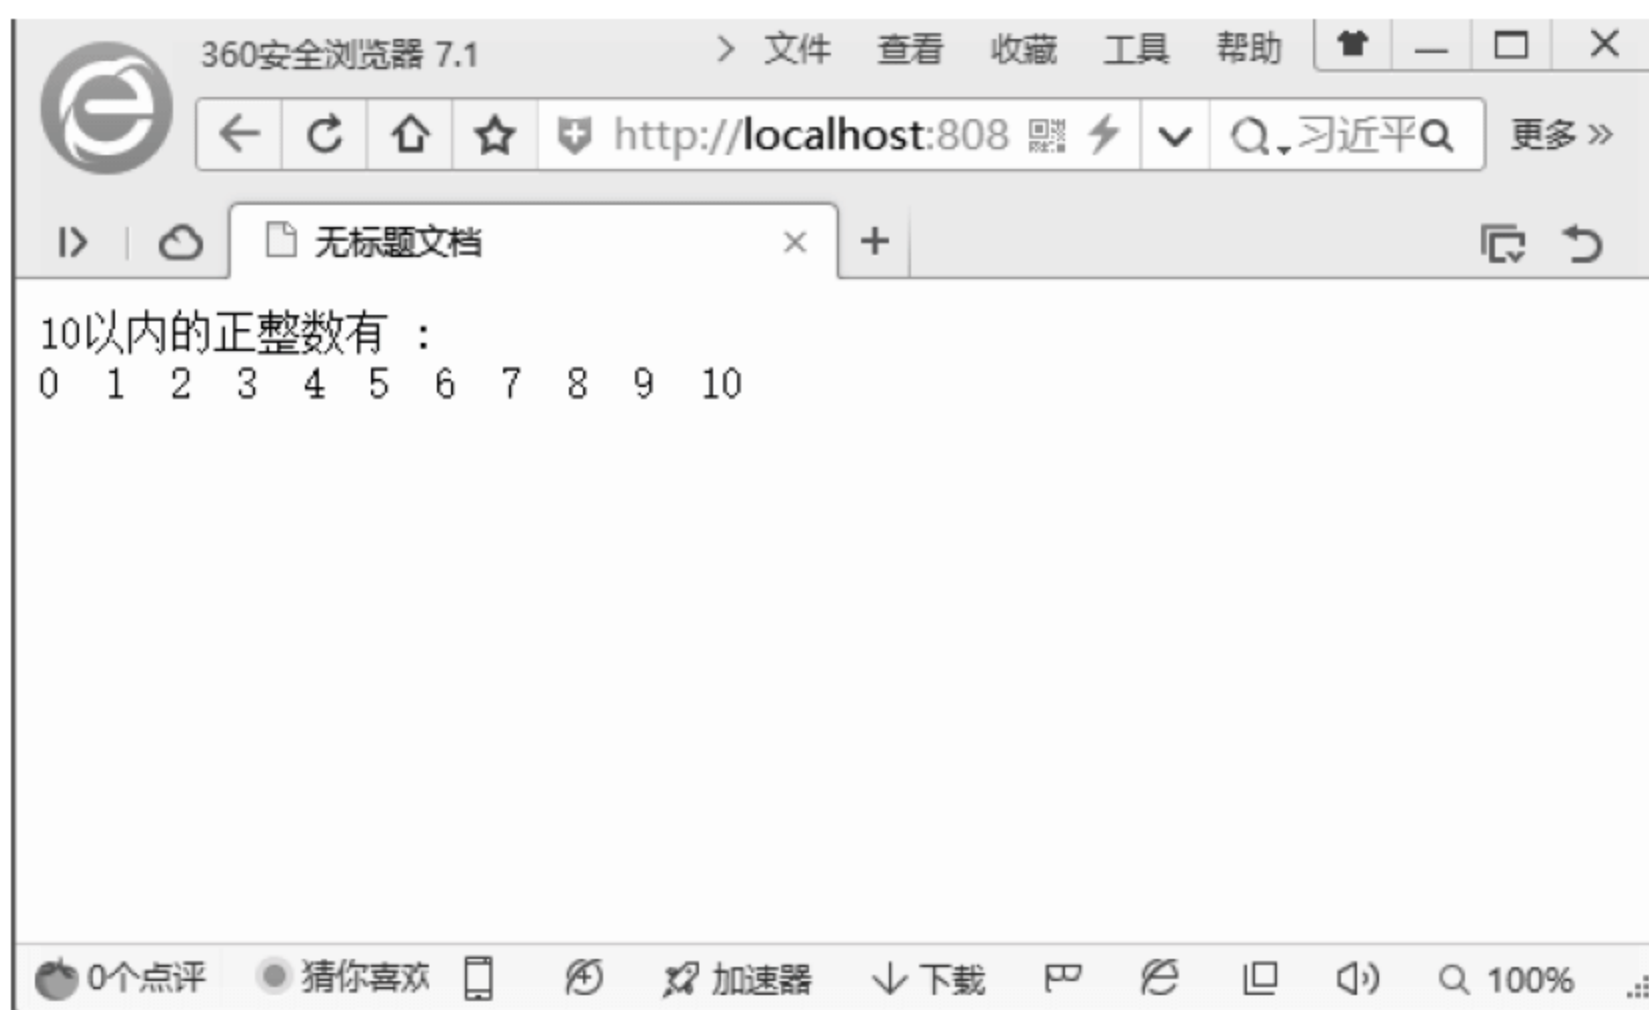 360安全浏览器 7.1 > 文件 查看 收藏 工具 帮助
http://localhost:808 习近平 更多 »
无标题文档
10以内的正整数有 :
0 1 2 3 4 5 6 7 8 9 10
0个点评 猜你喜欢 加速器 下载 100%